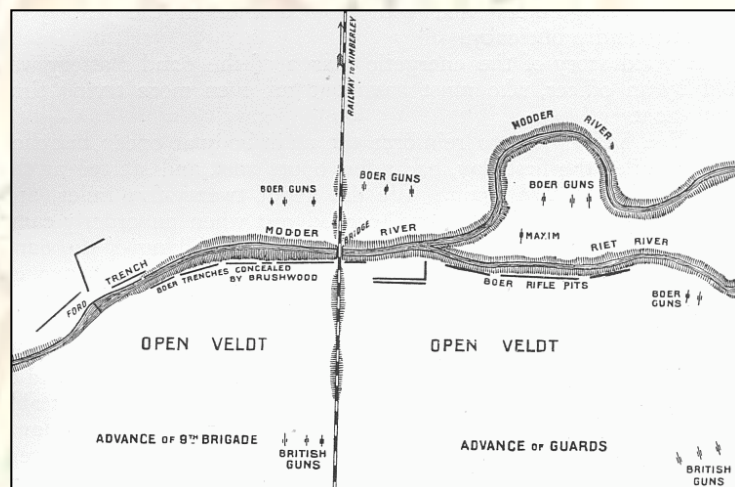 RAILWAY TO KIMBERLEY
MODDER
RIVER
BOER GUNS
BOER GUNS
BOER GUNS
MODDER
BRIDGE
RIVER
MAXIM
RIET RIVER
TRENCH
FORD
BOER TRENCHES CONCEALED
BY BRUSHWOOD
BOER RIFLE PITS
BOER
GUNS
OPEN VELDT
OPEN VELDT
ADVANCE OF 9TH BRIGADE
BRITISH
GUNS
ADVANCE OF GUARDS
BRITISH
GUNS